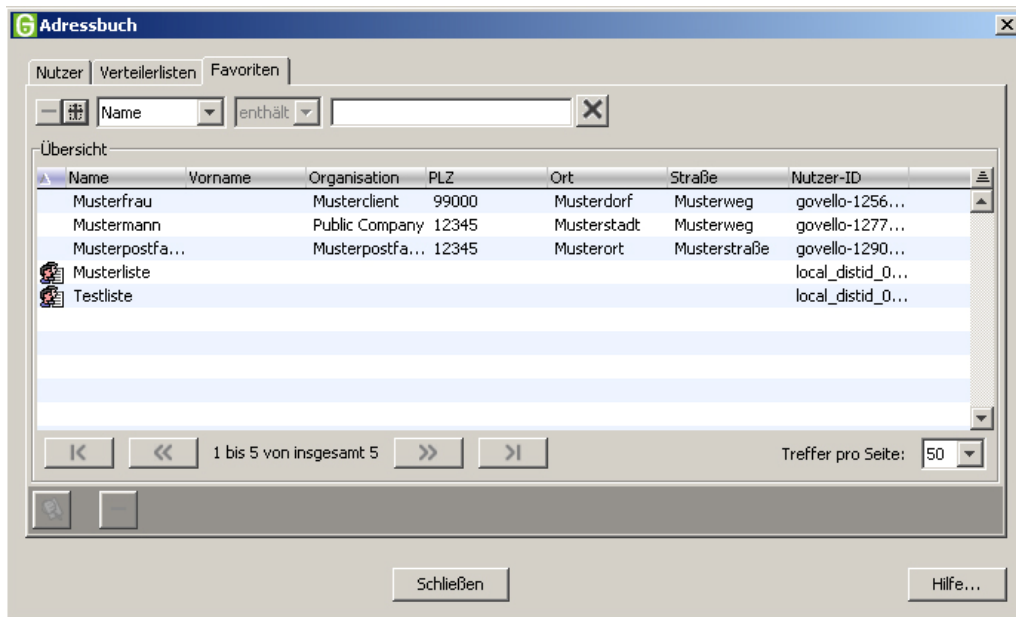 Adressbuch
Nutzer Verteilerlisten Favoriten
Name enthält
Übersicht
Name Vorname Organisation PLZ Ort Straße Nutzer-ID
Musterfrau Musterclient 99000 Musterdorf Musterweg govello-1256...
Mustermann Public Company 12345 Musterstadt Musterweg govello-1277...
Musterpostfa... Musterpostfa... 12345 Musterort Musterstraße govello-1290...
Musterliste local_distid_0...
Testliste local_distid_0...
1 bis 5 von insgesamt 5 Treffer pro Seite: 50
Schließen Hilfe...